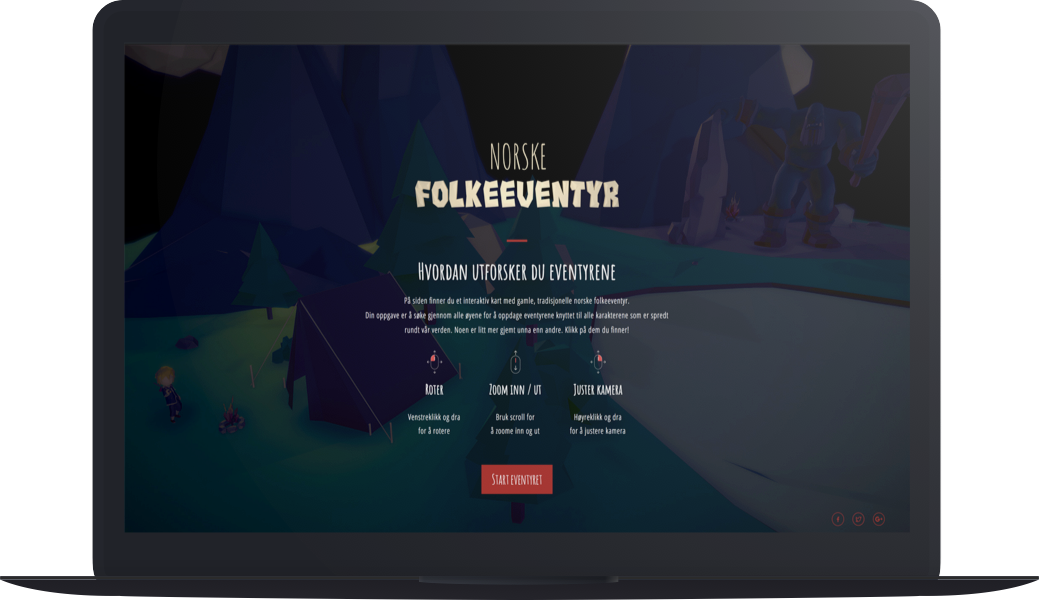 NORSKE
FOLKEEVENTYR
HVORDAN UTFORSKER DU EVENTYRENE
På siden finner du et interaktiv kart med gamle, tradisjonelle norske folkeeventyr.
Din oppgave er å søke gjennom alle øyene for å oppdage eventyrene knyttet til alle karakterene som er spredt
rundt vår verden. Noen er litt mer gjemt unna enn andre. Klikk på dem du finner!
ROTER
ZOOM INN / UT
JUSTER KAMERA
Venstreklikk og dra
for å rotere
Bruk scroll for
å zoome inn og ut
Høyreklikk og dra
for å justere kamera
START EVENTYRET